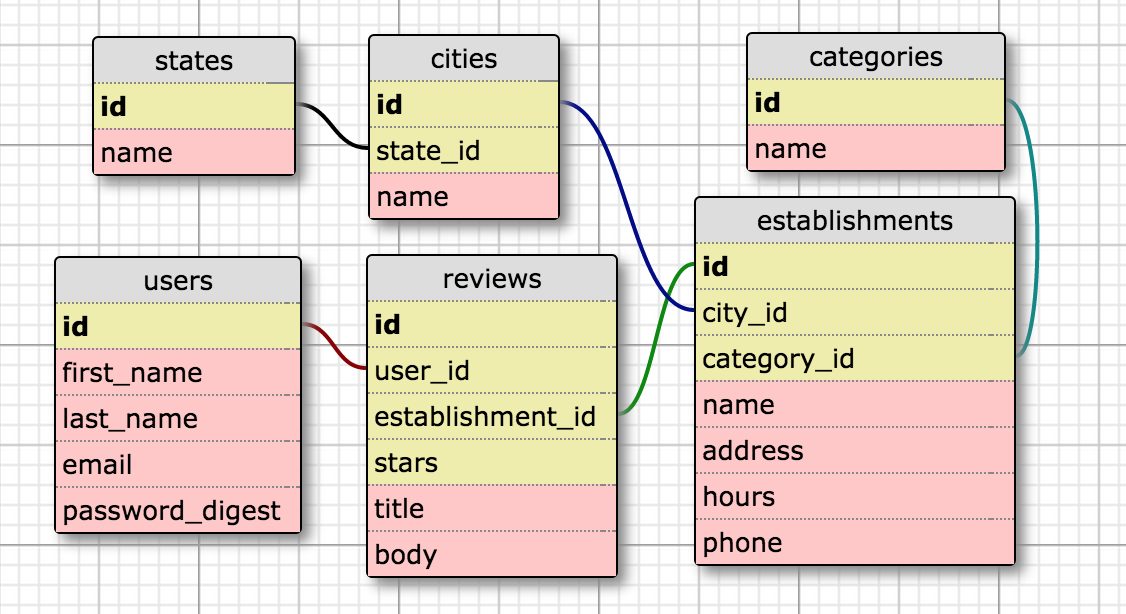 states
id
name
cities
id
state_id
name
categories
id
name
users
id
first_name
last_name
email
password_digest
reviews
id
user_id
establishment_id
stars
title
body
establishments
id
city_id
category_id
name
address
hours
phone